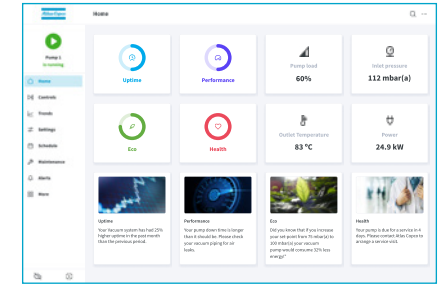 Atlas Copco
Home
Pump 1
is running
Home
Controls
Trends
Settings
Schedule
Maintenance
Alerts
More
Uptime
Performance
Pump load
60%
Inlet pressure
112 mbar(a)
Eco
Health
Outlet Temperature
83 °C
Power
24.9 kW
Uptime
Your Vacuum system has had 25%
higher uptime in the past month
than the previous period.
Performance
Your pump down time is longer
than it should be. Please check
your vacuum piping for air
leaks.
Eco
Did you know that if you increase
your set point from 75 mbar(a) to
100 mbar(a) your vacuum
pump would consume 32% less
energy?
Health
Your pump is due for a service in 4
days. Please contact Atlas Copco to
arrange a service visit.